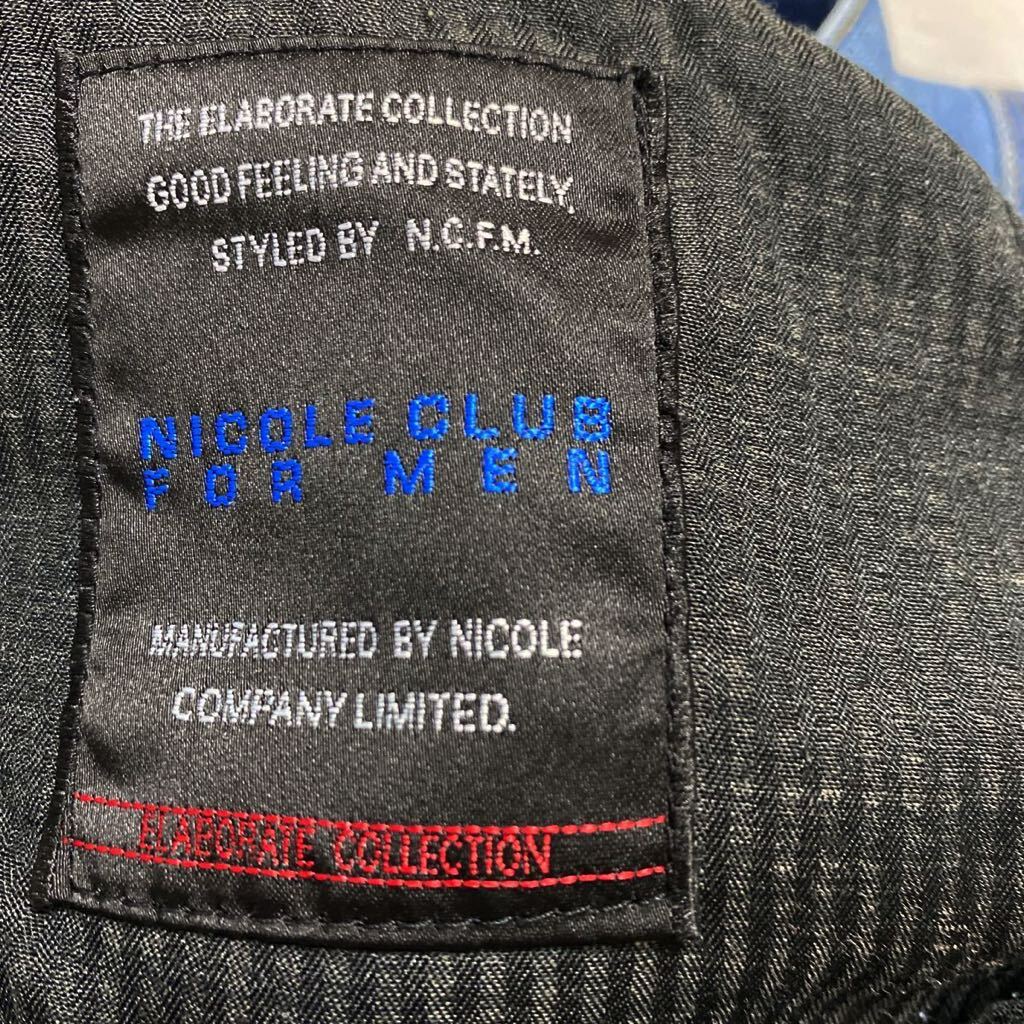 THE ELABORATE COLLECTION
GOOD FEELING AND STATELY,
STYLED BY N.C.F.M.
NICOLE CLUB
FOR MEN
MANUFACTURED BY NICOLE
COMPANY LIMITED.
ELABORATE COLLECTION